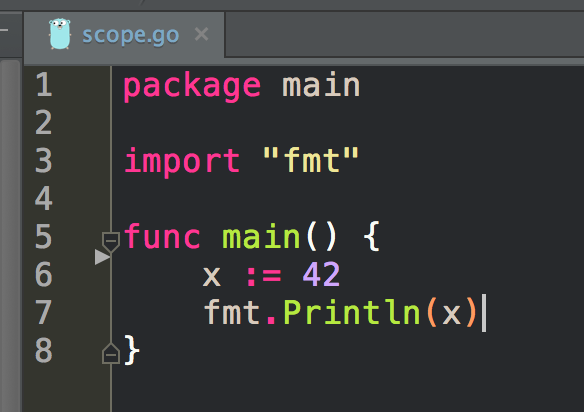 scope.go ×
1 package main
2
3 import "fmt"
4
5 func main() {
6     x := 42
7     fmt.Println(x)
8 }